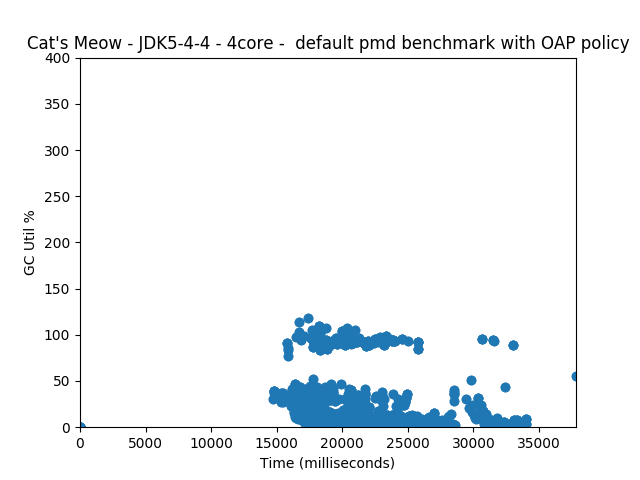 Cat's Meow - JDK5-4-4 - 4core -  default pmd benchmark with OAP policy
400
350
300
250
200
150
100
50
0
GC Util %
0 5000 10000 15000 20000 25000 30000 35000
Time (milliseconds)